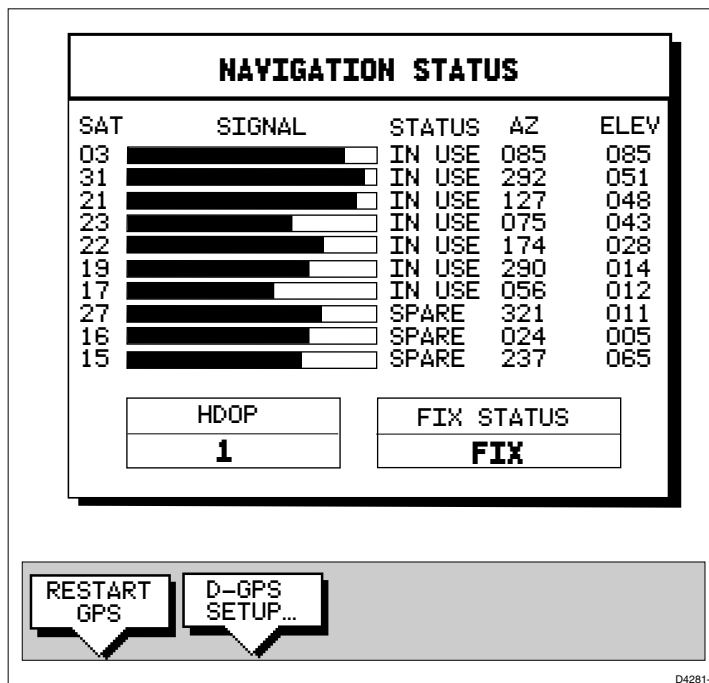 NAVIGATION STATUS
SAT SIGNAL STATUS AZ ELEV
03 IN USE 085 085
31 IN USE 292 051
21 IN USE 127 048
23 IN USE 075 043
22 IN USE 174 028
19 IN USE 290 014
17 IN USE 056 012
27 SPARE 321 011
16 SPARE 024 005
15 SPARE 237 065
HDOP FIX STATUS
1 FIX
RESTART D-GPS
GPS SETUP...
D4281-